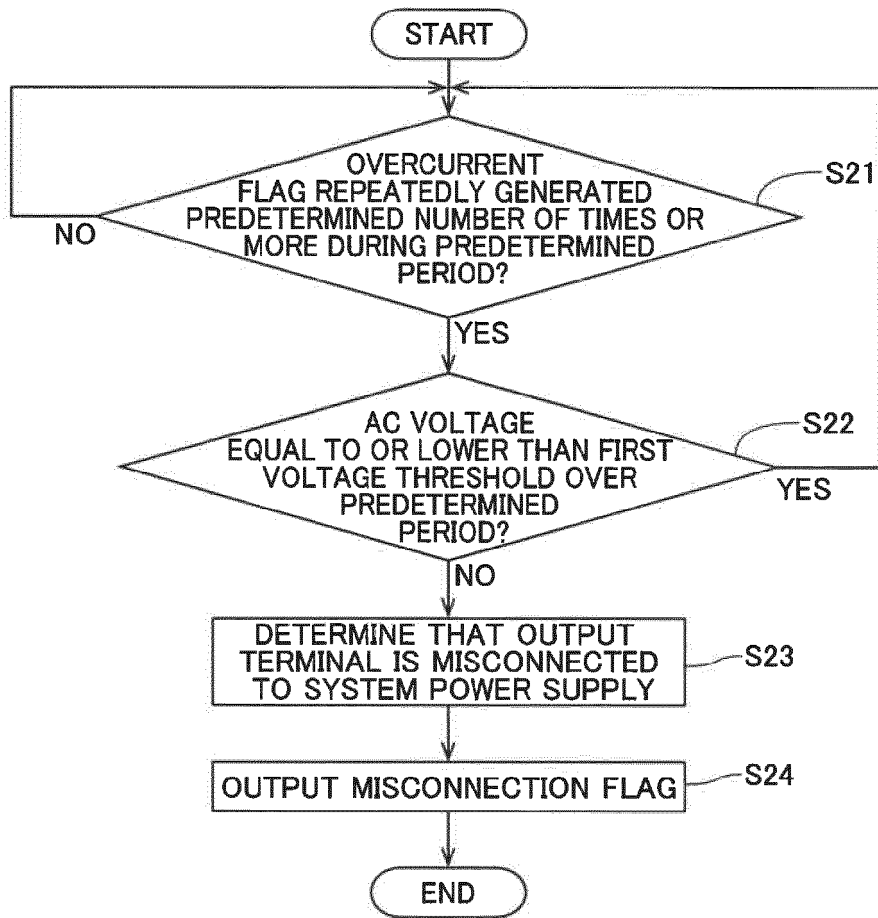 START
OVERCURRENT
FLAG REPEATEDLY GENERATED
PREDETERMINED NUMBER OF TIMES OR
MORE DURING PREDETERMINED
PERIOD?
S21
NO
YES
AC VOLTAGE
EQUAL TO OR LOWER THAN FIRST
VOLTAGE THRESHOLD OVER
PREDETERMINED
PERIOD?
S22
YES
NO
DETERMINE THAT OUTPUT
TERMINAL IS MISCONNECTED
TO SYSTEM POWER SUPPLY
S23
OUTPUT MISCONNECTION FLAG
S24
END